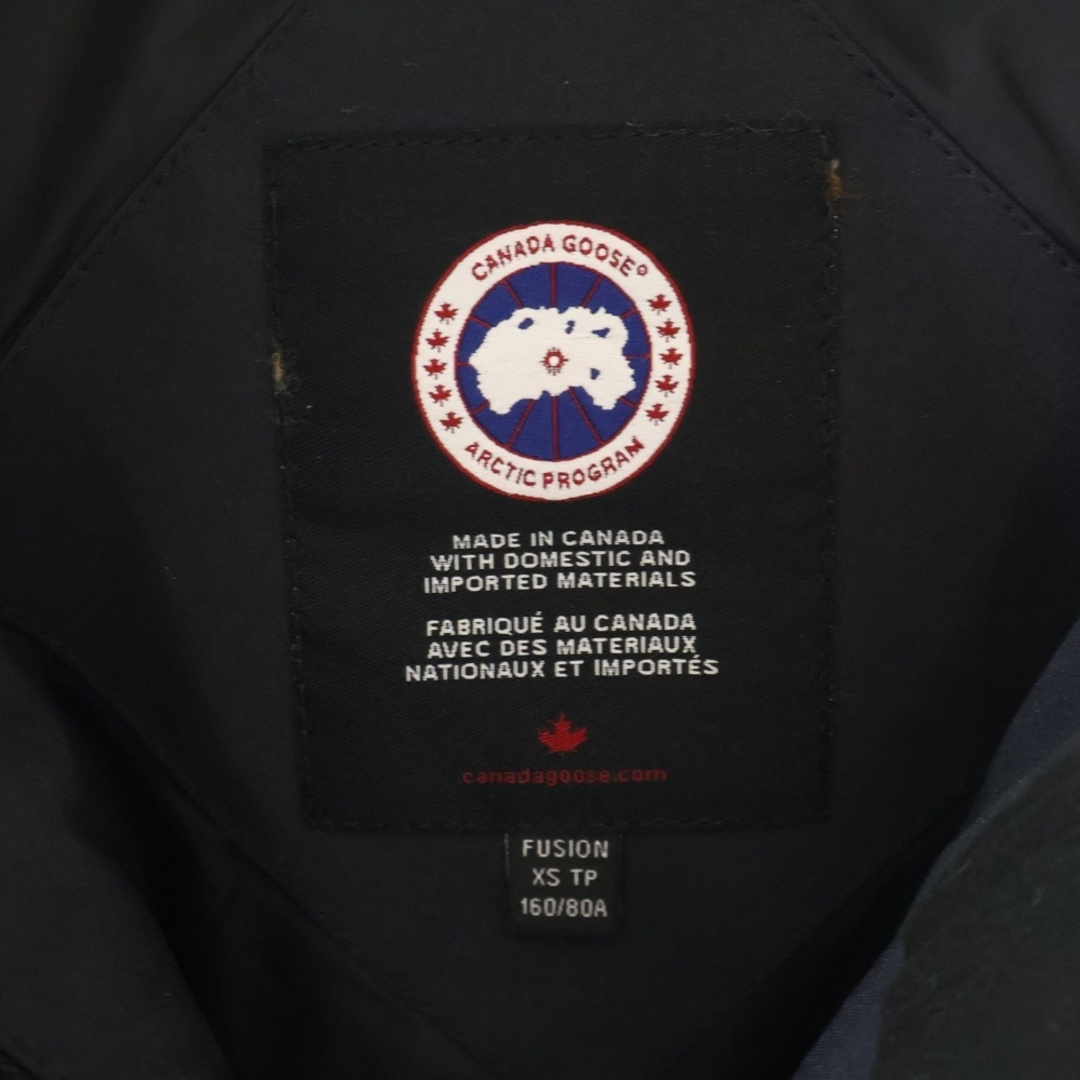 CANADA GOOSE®
ARCTIC PROGRAM
MADE IN CANADA
WITH DOMESTIC AND
IMPORTED MATERIALS
FABRIQUÉ AU CANADA
AVEC DES MATERIAUX
NATIONAUX ET IMPORTÉS
canadagoose.com
FUSION
XS TP
160/80A